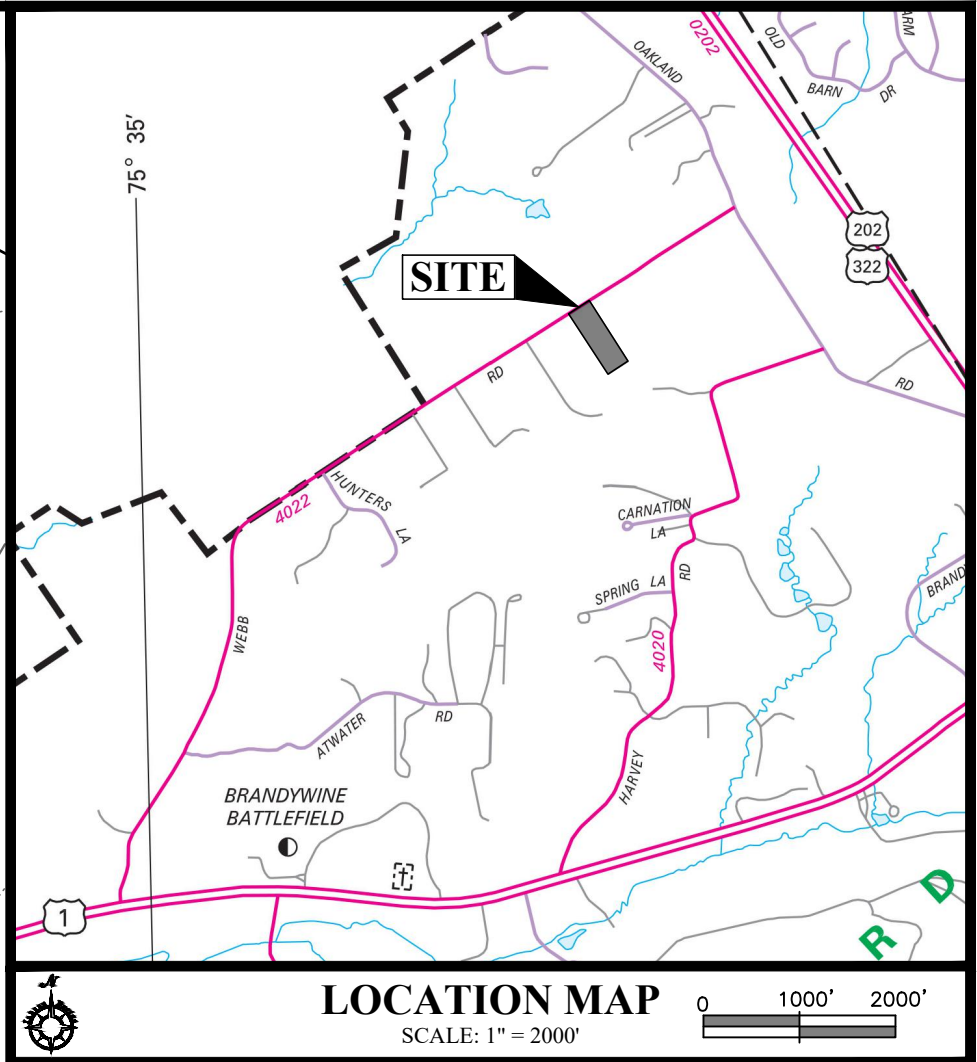 OLD
BARN
DR
ARM
0202
OAKLAND
75° 35'
202
322
SITE
RD
RD
HUNTERS
LA
4022
CARNATION
LA
SPRING LA
RD
BRAND
WEBB
4020
ATWATER
RD
HARVEY
BRANDYWINE
BATTLEFIELD
1
R D
LOCATION MAP
SCALE: 1" = 2000'
0 1000' 2000'